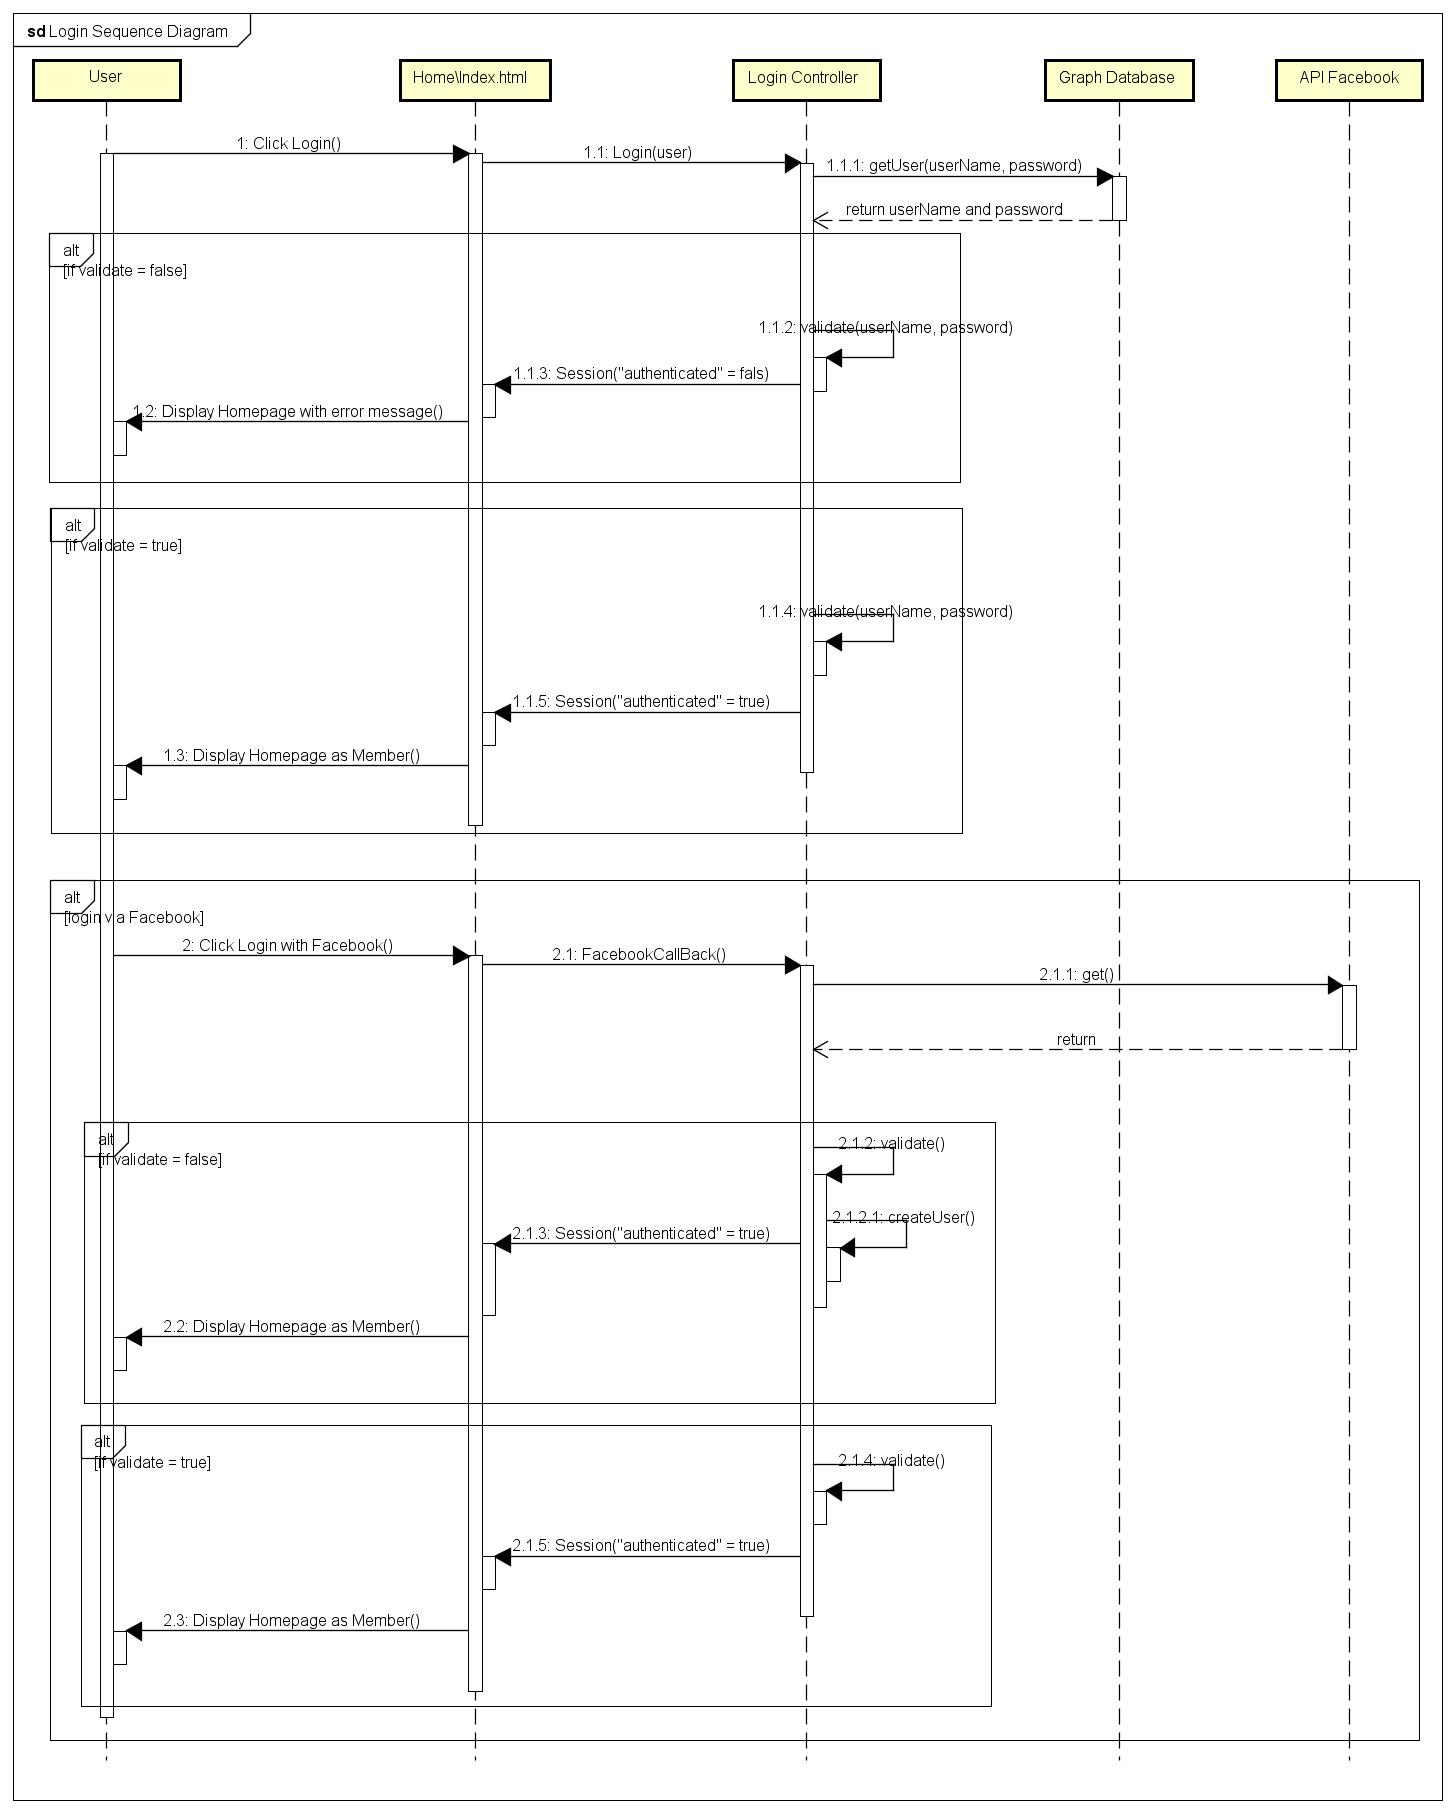 sd Login Sequence Diagram
User
Home\Index.html
Login Controller
Graph Database
API Facebook
1: Click Login()
1.1: Login(user)
1.1.1: getUser(userName, password)
return userName and password
alt
[if validate = false]
1.1.2: validate(userName, password)
1.1.3: Session("authenticated" = fals)
1.2: Display Homepage with error message()
alt
[if validate = true]
1.1.4: validate(userName, password)
1.1.5: Session("authenticated" = true)
1.3: Display Homepage as Member()
alt
[login via Facebook]
2: Click Login with Facebook()
2.1: FacebookCallBack()
2.1.1: get()
return
alt
[if validate = false]
2.1.2: validate()
2.1.2.1: createUser()
2.1.3: Session("authenticated" = true)
2.2: Display Homepage as Member()
alt
[if validate = true]
2.1.4: validate()
2.1.5: Session("authenticated" = true)
2.3: Display Homepage as Member()